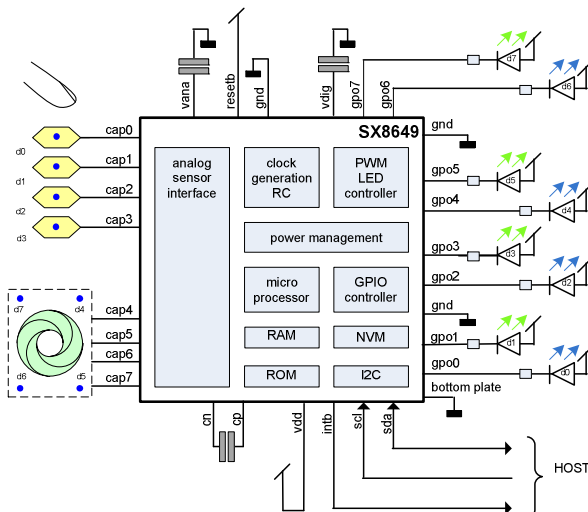 vana
resetb
gnd
vdig
gpo7
gpo6
d7
d6
SX8649
cap0
cap1
cap2
cap3
d0
d1
d2
d3
analog
sensor
interface
clock
generation
RC
PWM
LED
controller
power management
micro
processor
GPIO
controller
RAM
NVM
ROM
I2C
gnd
gpo5
d5
gpo4
d4
gpo3
d3
gpo2
d2
gnd
gpo1
d1
gpo0
d0
bottom plate
d7
d4
d6
d5
cap4
cap5
cap6
cap7
cn
cp
vdd
intb
scl
sda
HOST